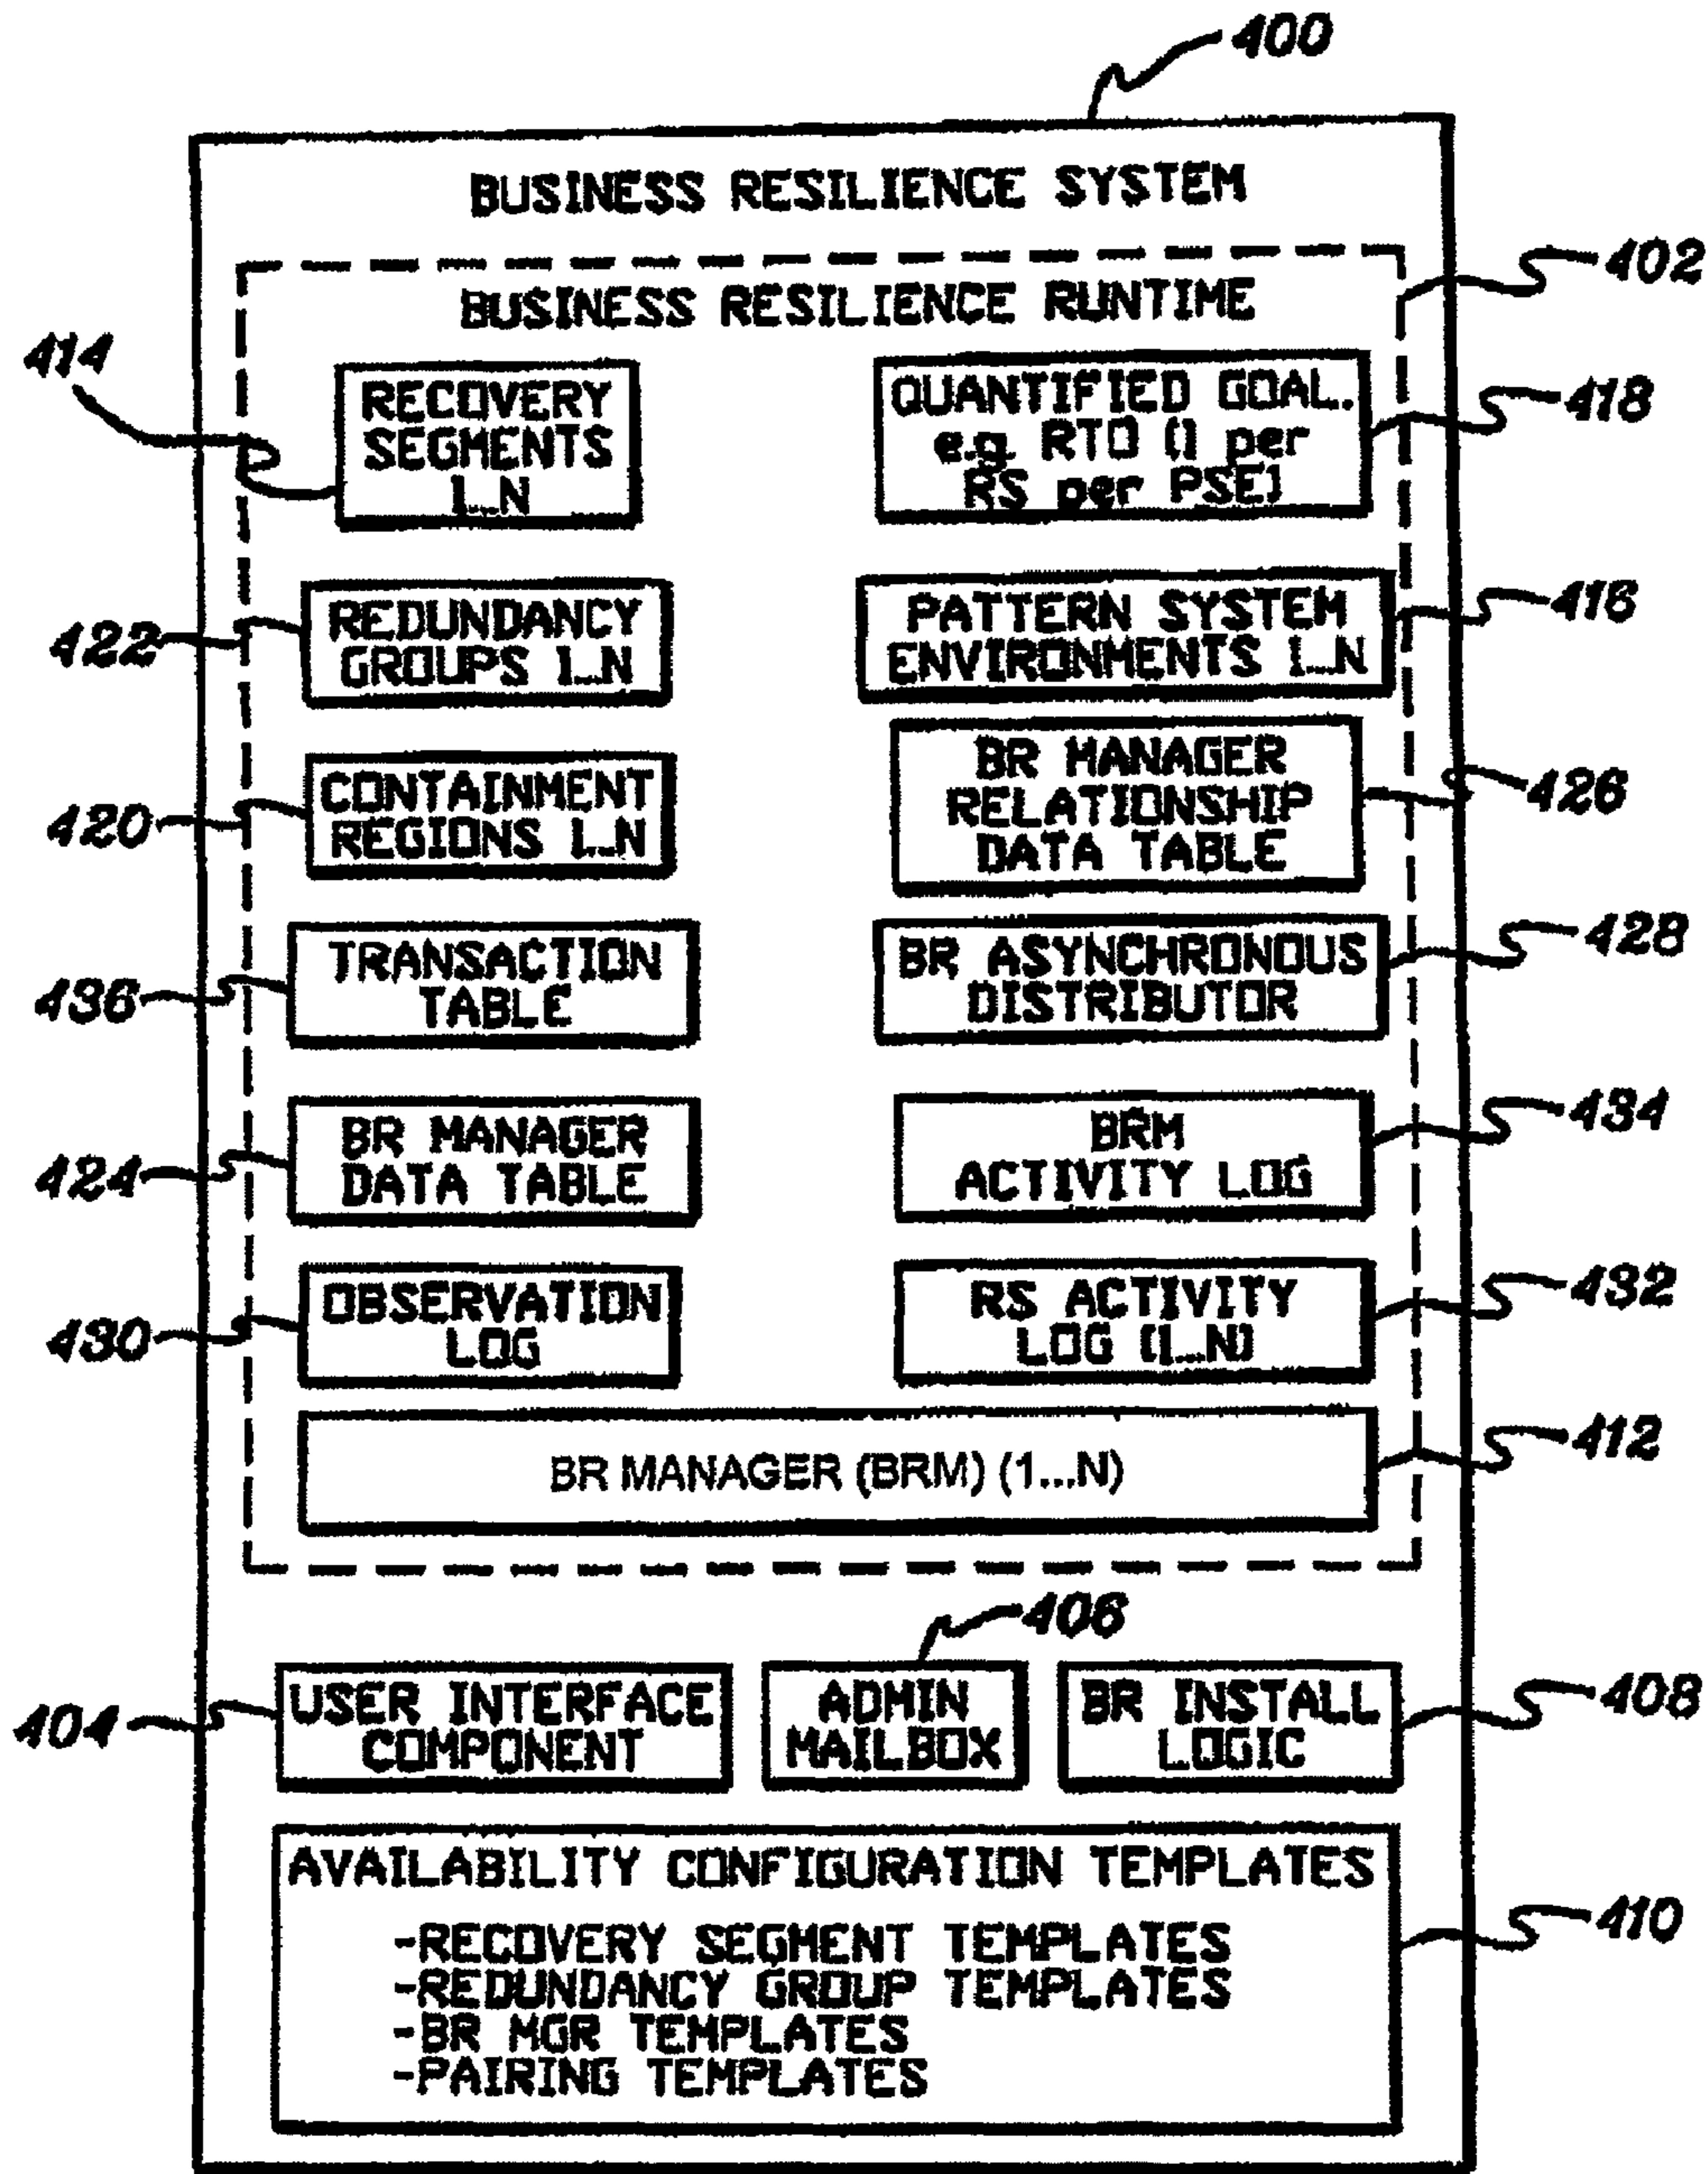 400
BUSINESS RESILIENCE SYSTEM
402
BUSINESS RESILIENCE RUNTIME
414
RECOVERY
SEGMENTS
1...N
QUANTIFIED GOAL.
e.g. RTO (1 per
RS per PSE)
418
422
REDUNDANCY
GROUPS 1...N
PATTERN SYSTEM
ENVIRONMENTS 1...N
416
420
CONTAINMENT
REGIONS 1...N
BR MANAGER
RELATIONSHIP
DATA TABLE
426
436
TRANSACTION
TABLE
BR ASYNCHRONOUS
DISTRIBUTOR
428
424
BR MANAGER
DATA TABLE
BRM
ACTIVITY LOG
434
430
OBSERVATION
LOG
RS ACTIVITY
LOG (1...N)
432
BR MANAGER (BRM) (1...N)
412
406
404
USER INTERFACE
COMPONENT
ADMIN
MAILBOX
BR INSTALL
LOGIC
408
AVAILABILITY CONFIGURATION TEMPLATES
-RECOVERY SEGMENT TEMPLATES
-REDUNDANCY GROUP TEMPLATES
-BR MGR TEMPLATES
-PAIRING TEMPLATES
410